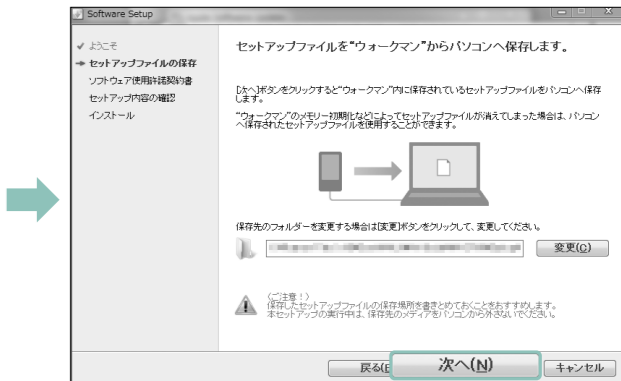 Software Setup
✔ ようこそ
➔ セットアップファイルの保存
ソフトウェア使用許諾契約書
セットアップ内容の確認
インストール
セットアップファイルを“ウォークマン”からパソコンへ保存します。
[次へ]ボタンをクリックすると“ウォークマン”内に保存されているセットアップファイルをパソコンへ保存
します。
“ウォークマン”のメモリー初期化などによってセットアップファイルが消えてしまった場合は、パソコン
へ保存されたセットアップファイルを使用することができます。
保存先のフォルダーを変更する場合は[変更]ボタンをクリックして、変更してください。
変更(C)
（ご注意！）
保存したセットアップファイルの保存場所を書きとめておくことをおすすめします。
本セットアップの実行中は、保存先のメディアをパソコンから外さないでください。
戻る(B
次へ(N)
キャンセル